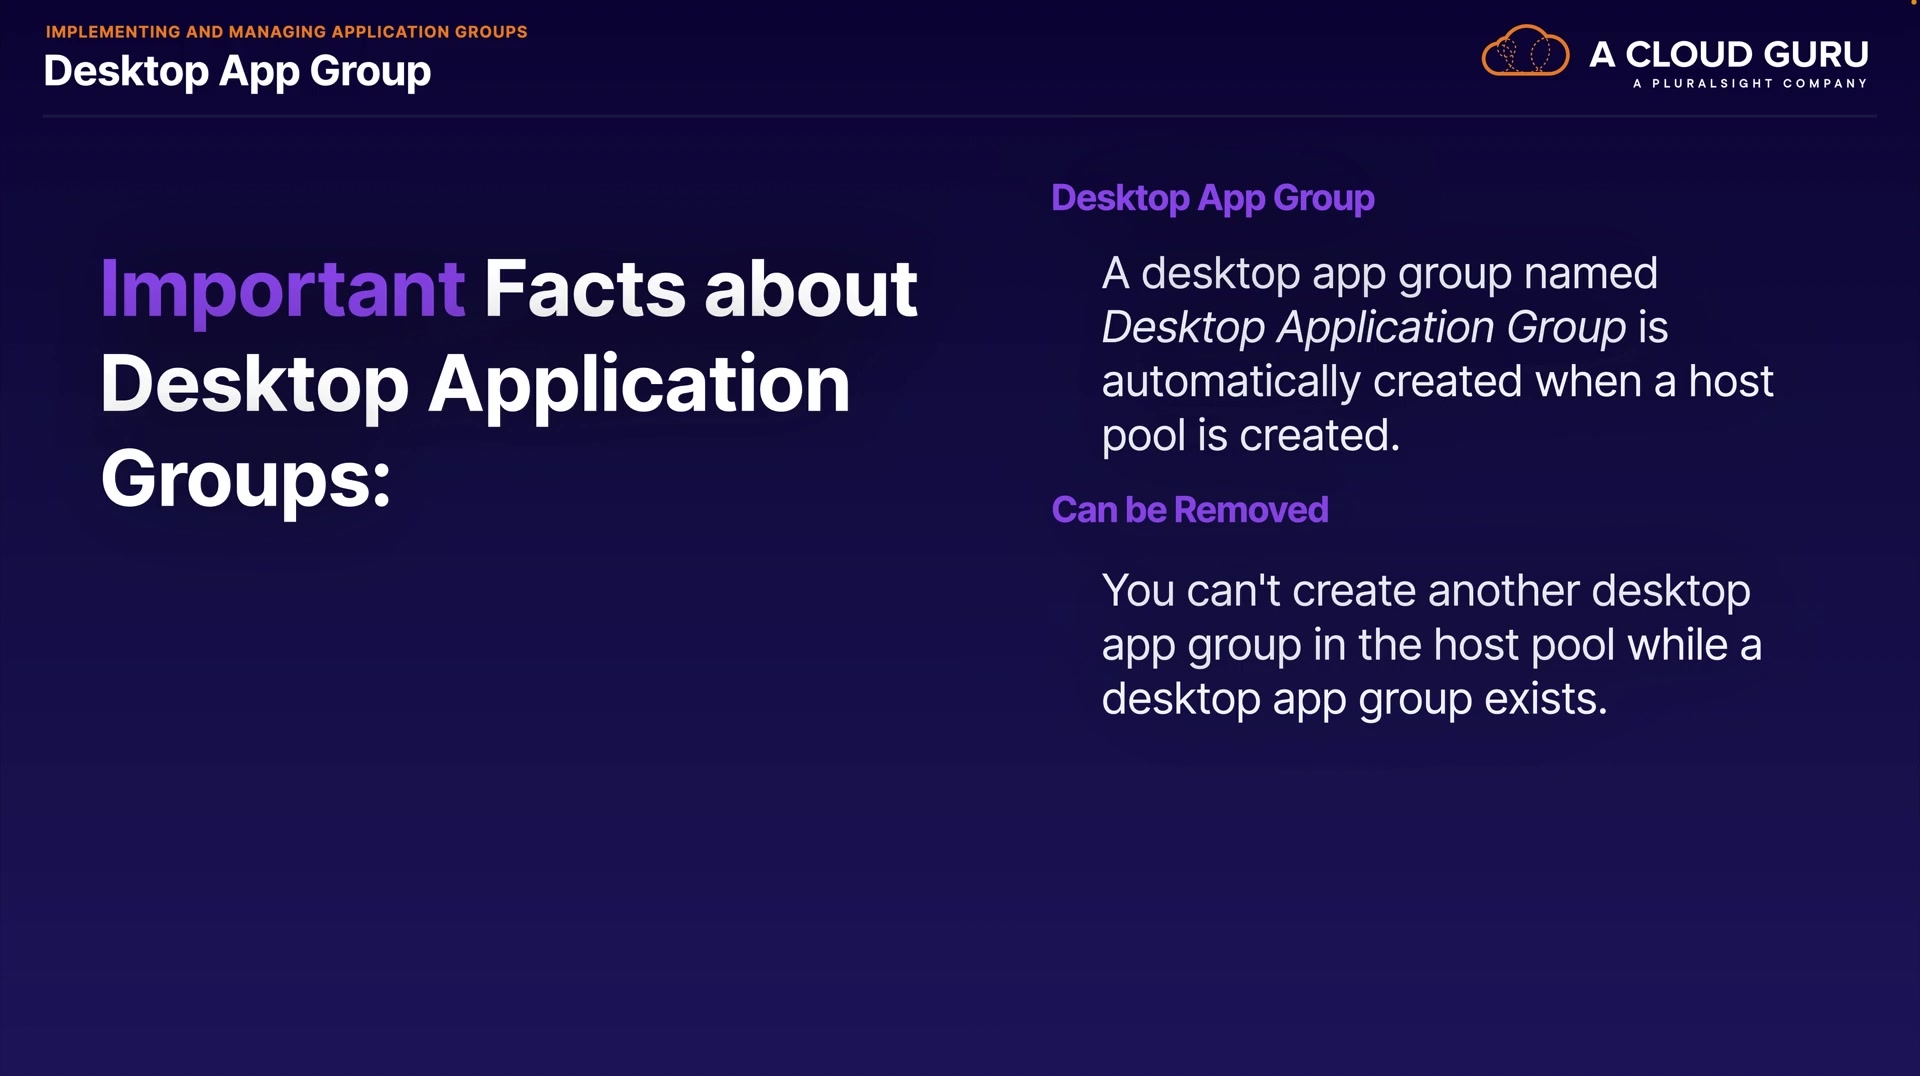 IMPLEMENTING AND MANAGING APPLICATION GROUPS
Desktop App Group
A CLOUD GURU
A PLURALSIGHT COMPANY
Important Facts about
Desktop Application
Groups:
Desktop App Group
A desktop app group named
Desktop Application Group is
automatically created when a host
pool is created.
Can be Removed
You can't create another desktop
app group in the host pool while a
desktop app group exists.